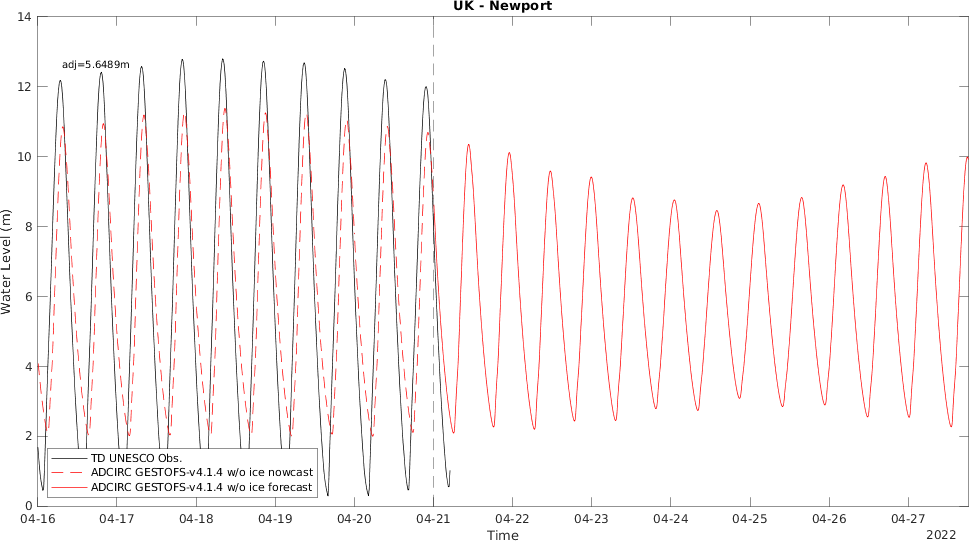 UK - Newport
adj=5.6489m
14
12
10
8
6
4
2
0
Water Level (m)
TD UNESCO Obs.
ADCIRC GESTOFS-v4.1.4 w/o ice nowcast
ADCIRC GESTOFS-v4.1.4 w/o ice forecast
04-16 04-17 04-18 04-19 04-20 04-21 04-22 04-23 04-24 04-25 04-26 04-27
Time
2022